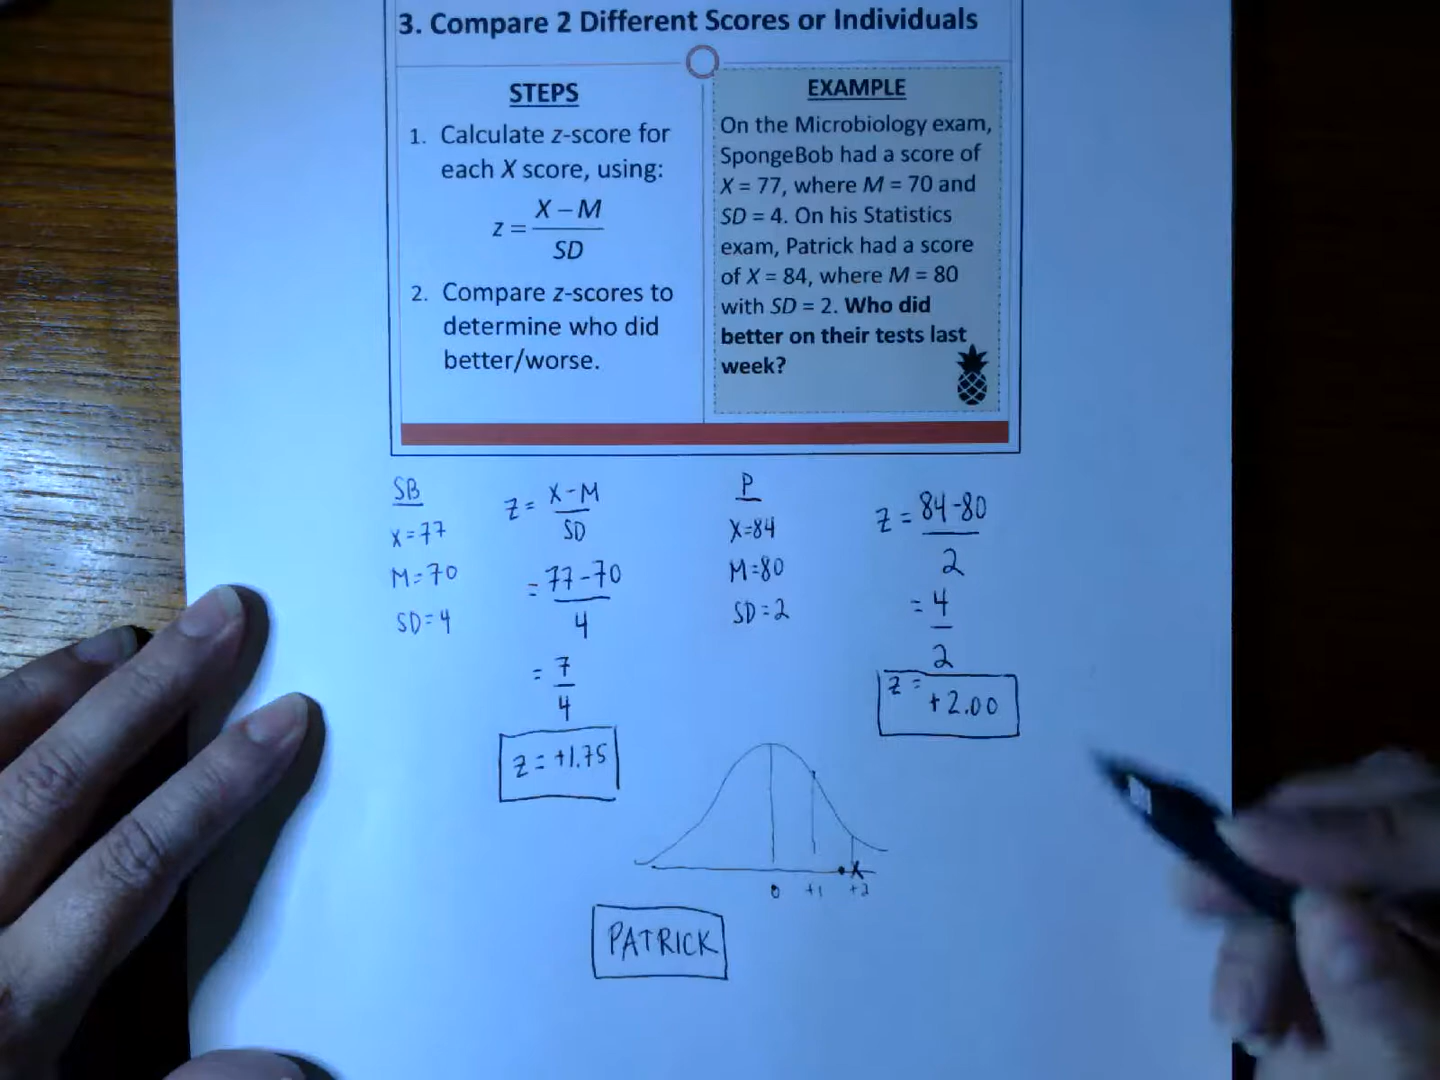 3. Compare 2 Different Scores or Individuals
STEPS
1. Calculate z-score for
each X score, using:
z = X – M
SD
2. Compare z-scores to
determine who did
better/worse.
EXAMPLE
On the Microbiology exam,
SpongeBob had a score of
X = 77, where M = 70 and
SD = 4. On his Statistics
exam, Patrick had a score
of X = 84, where M = 80
with SD = 2. Who did
better on their tests last
week?
SB
X=77
M=70
SD=4
Z = X-M
SD
= 77-70
4
= 7
4
Z = +1.75
P
X=84
M=80
SD=2
Z = 84-80
2
= 4
2
Z =
+2.00
0 +1 +2
X
PATRICK